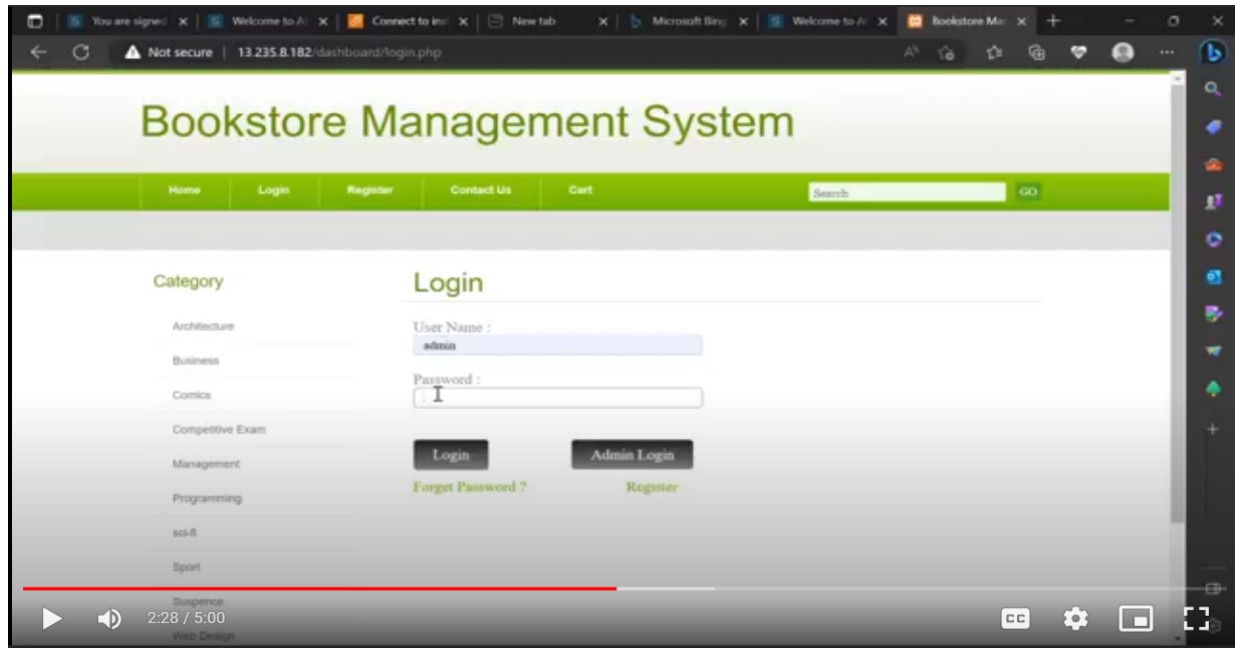 You are signed
Welcome to A
Connect to ins
New tab
Microsoft Bing
Welcome to A
Bookstore Ma
Not secure | 13.235.8.182/dashboard/login.php
Bookstore Management System
Home Login Register Contact Us Cart Search GO
Category
Architecture
Business
Comics
Competitive Exam
Management
Programming
sci-fi
Sport
Suspence
Web Design
Login
User Name :
admin
Password :
Login Admin Login
Forget Password ? Register
2:28 / 5:00
CC